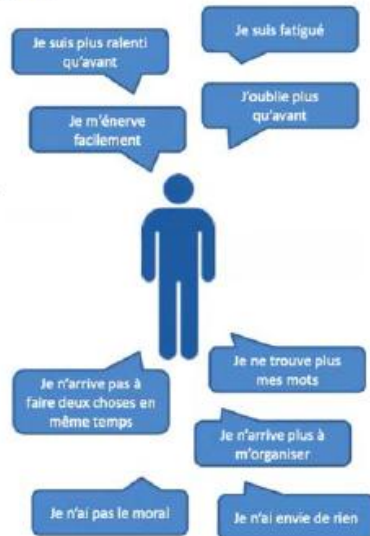 Je suis plus ralenti
qu'avant
Je suis fatigué
Je m'énerve
facilement
J'oublie plus
qu'avant
Je n'arrive pas à
faire deux choses en
même temps
Je ne trouve plus
mes mots
Je n'arrive plus à
m'organiser
Je n'ai pas le moral
Je n'ai envie de rien